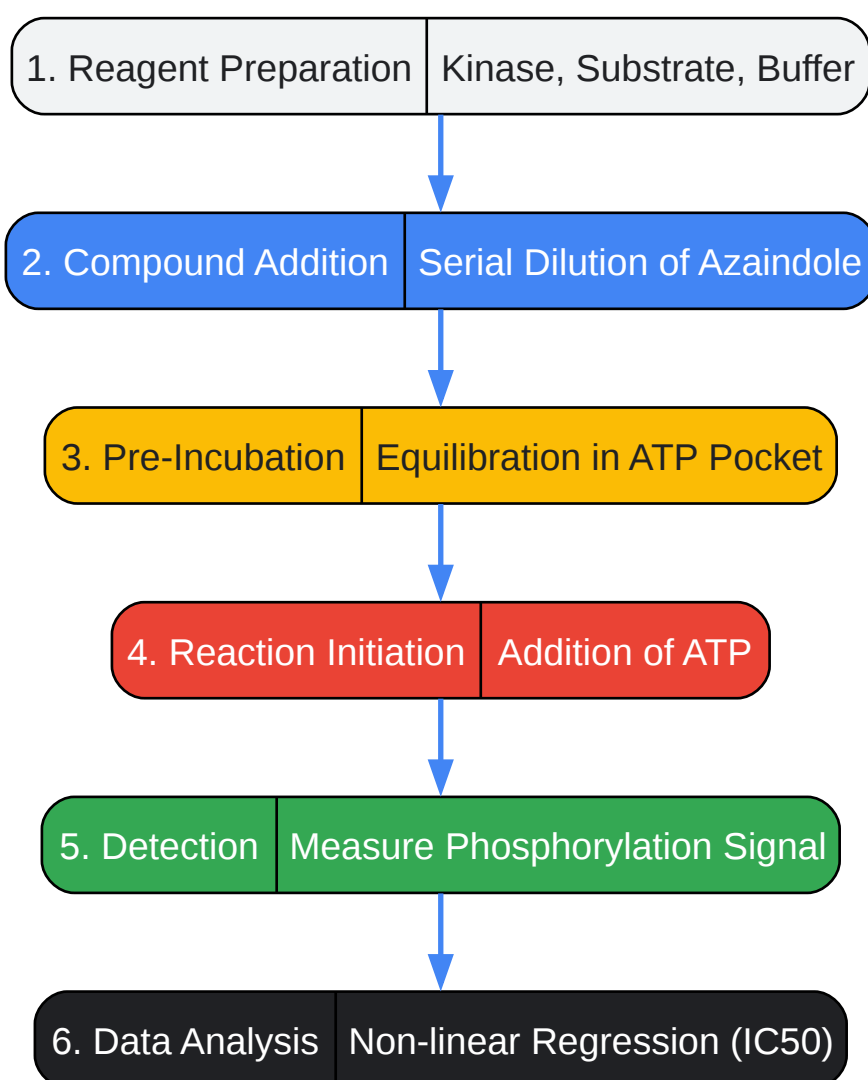 1. Reagent Preparation Kinase, Substrate, Buffer
2. Compound Addition Serial Dilution of Azaindole
3. Pre-Incubation Equilibration in ATP Pocket
4. Reaction Initiation Addition of ATP
5. Detection Measure Phosphorylation Signal
6. Data Analysis Non-linear Regression (IC50)